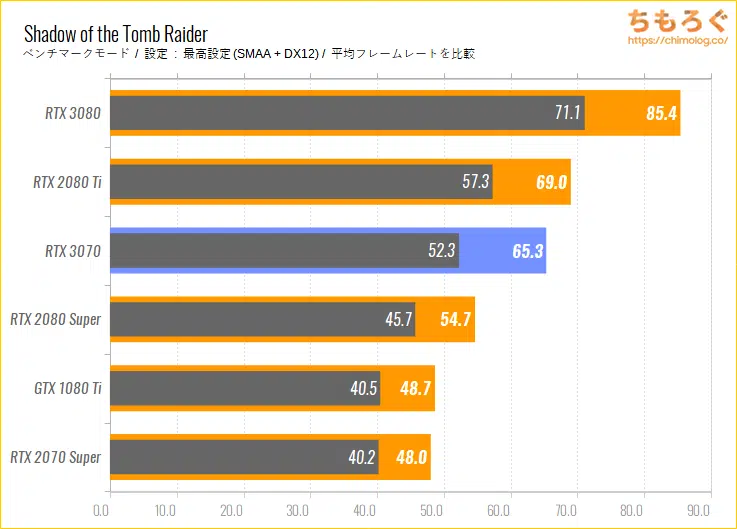 ちもろぐ
https://chimolog.co/
Shadow of the Tomb Raider
ベンチマークモード / 設定 : 最高設定(SMAA + DX12) / 平均フレームレートを比較
RTX 3080 71.1 85.4
RTX 2080 Ti 57.3 69.0
RTX 3070 52.3 65.3
RTX 2080 Super 45.7 54.7
GTX 1080 Ti 40.5 48.7
RTX 2070 Super 40.2 48.0
0.0 10.0 20.0 30.0 40.0 50.0 60.0 70.0 80.0 90.0